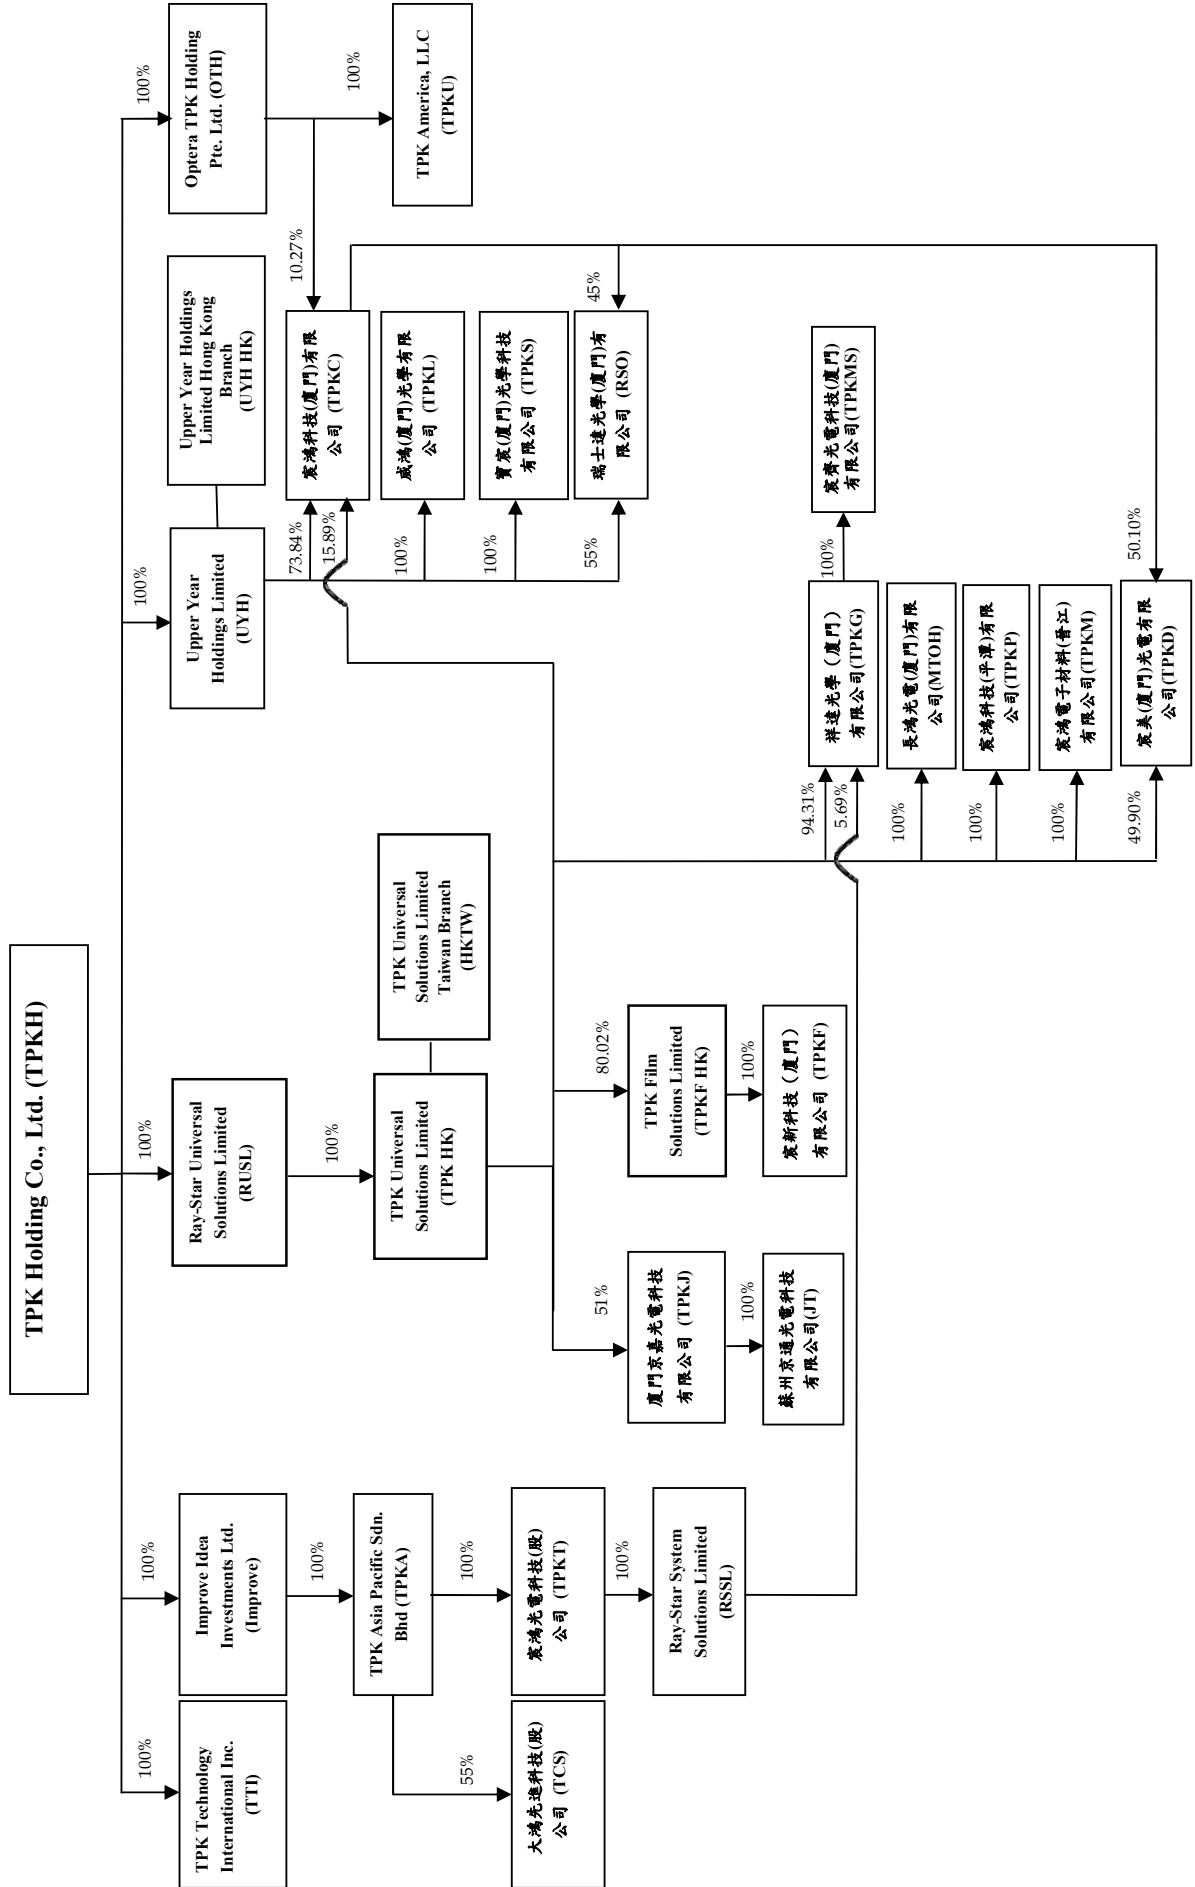 TPK Holding Co., Ltd. (TPKH)
100%
TPK Technology
International Inc.
(TTI)
100%
Improve Idea
Investments Ltd.
(Improve)
100%
Ray-Star Universal
Solutions Limited
(RUSL)
100%
Upper Year
Holdings Limited
(UYH)
Upper Year Holdings
Limited Hong Kong
Branch
(UYH HK)
100%
Optera TPK Holding
Pte. Ltd. (OTH)
100%
TPK Asia Pacific Sdn.
Bhd (TPKA)
100%
TPK Universal
Solutions Limited
(TPK HK)
TPK Universal
Solutions Limited
Taiwan Branch
(HKTW)
73.84%
15.89%
10.27%
宸鴻科技(廈門)有限
公司 (TPKC)
100%
TPK America, LLC
(TPKU)
100%
威鴻(廈門)光學有限
公司 (TPKL)
55%
大鴻先進科技(股)
公司 (TCS)
100%
宸鴻光電科技(股)
公司 (TPKT)
100%
寶宸(廈門)光學科技
有限公司 (TPKS)
55%
45%
瑞士達光學(廈門)有
限公司 (RSO)
100%
Ray-Star System
Solutions Limited
(RSSL)
51%
廈門京嘉光電科技
有限公司 (TPKJ)
80.02%
TPK Film
Solutions Limited
(TPKF HK)
100%
蘇州京通光電科技
有限公司(JT)
100%
宸新科技（廈門）
有限公司 (TPKF)
94.31%
5.69%
祥達光學（廈門）
有限公司(TPKG)
100%
宸齊光電科技(廈門)
有限公司(TPKMS)
100%
長鴻光電(廈門)有限
公司(MTOH)
100%
宸鴻科技(平潭)有限
公司(TPKP)
100%
宸鴻電子材料(晉江)
有限公司(TPKM)
49.90%
50.10%
宸美(廈門)光電有限
公司(TPKD)